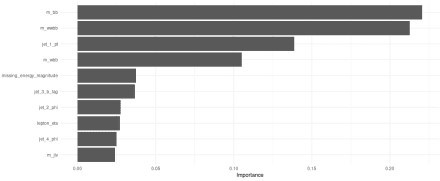 m_bb
m_wwbb
jet_1_pt
m_wbb
missing_energy_magnitude
jet_3_b_tag
jet_2_phi
lepton_eta
jet_4_phi
m_jlv
0.00
0.05
0.10
0.15
0.20
Importance